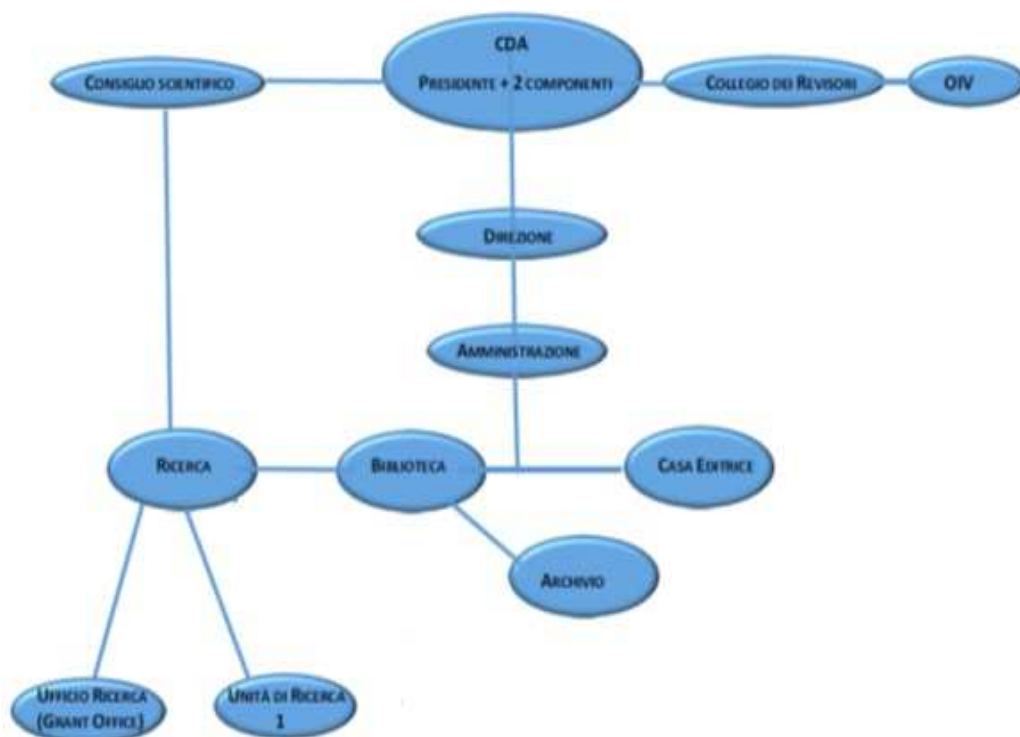 CDA
PRESIDENTE + 2 COMPONENTI
CONSIGLIO SCIENTIFICO
COLLEGIO DEI REVISORI
OIV
DIREZIONE
AMMINISTRAZIONE
RICERCA
BIBLIOTECA
CASA EDITRICE
ARCHIVIO
UFFICIO RICERCA
(GRANT OFFICE)
UNITÀ DI RICERCA
1